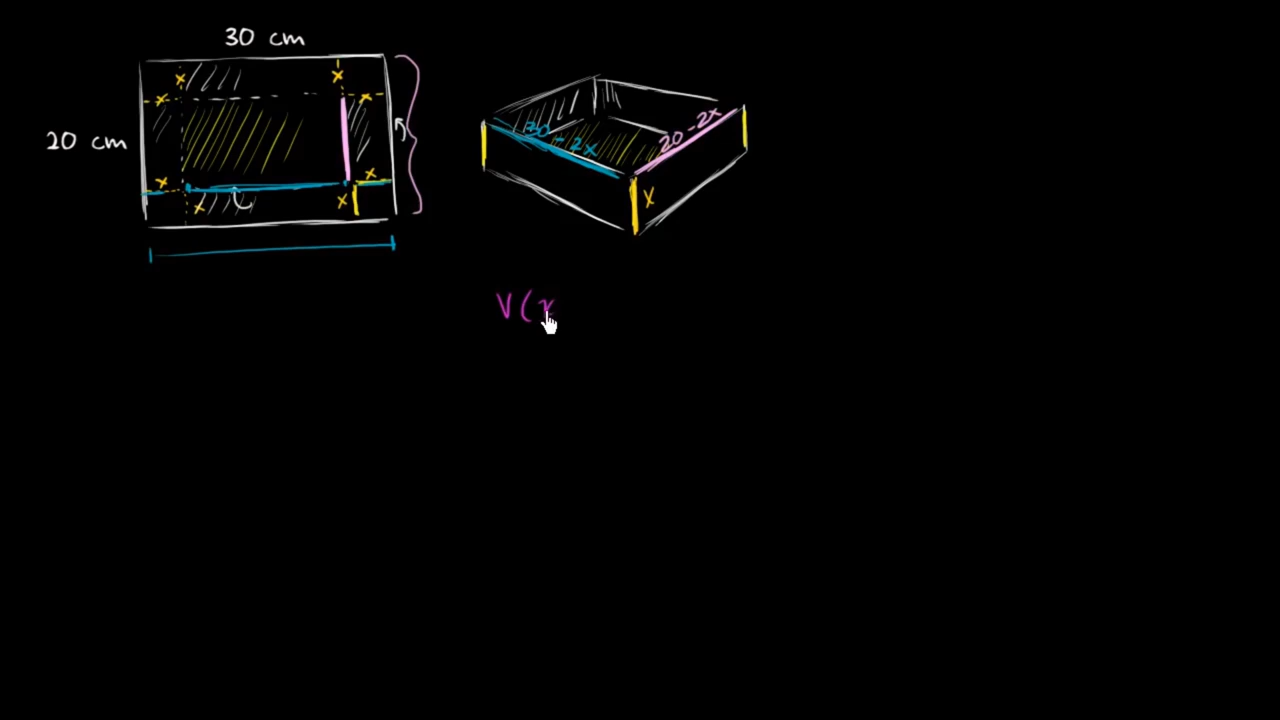 30 cm
x x
x x
20 cm
30 - 2x 20 - 2x
x x
x x
x
V(x